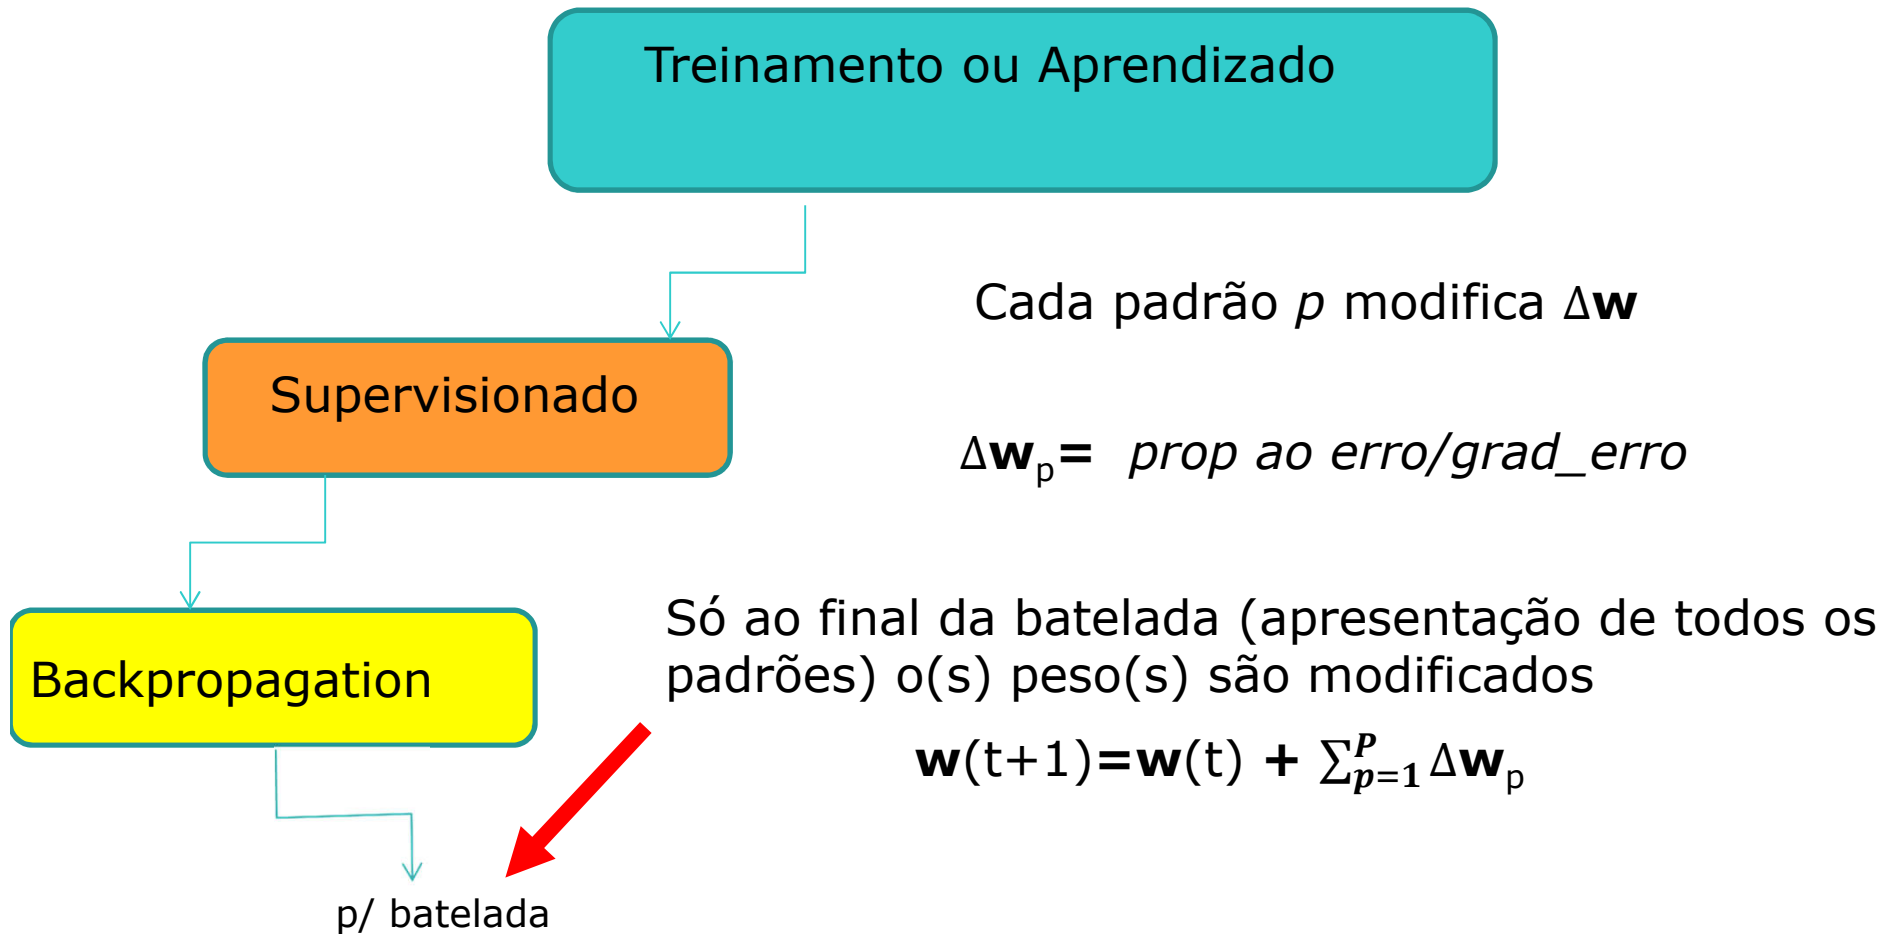 Treinamento ou Aprendizado
Cada padrão p modifica Δw
Supervisionado
Δwₚ= prop ao erro/grad_erro
Só ao final da batelada (apresentação de todos os
padrões) o(s) peso(s) são modificados
Backpropagation
w(t+1)=w(t) + ∑ᴾₚ₌₁ Δwₚ
p/ batelada